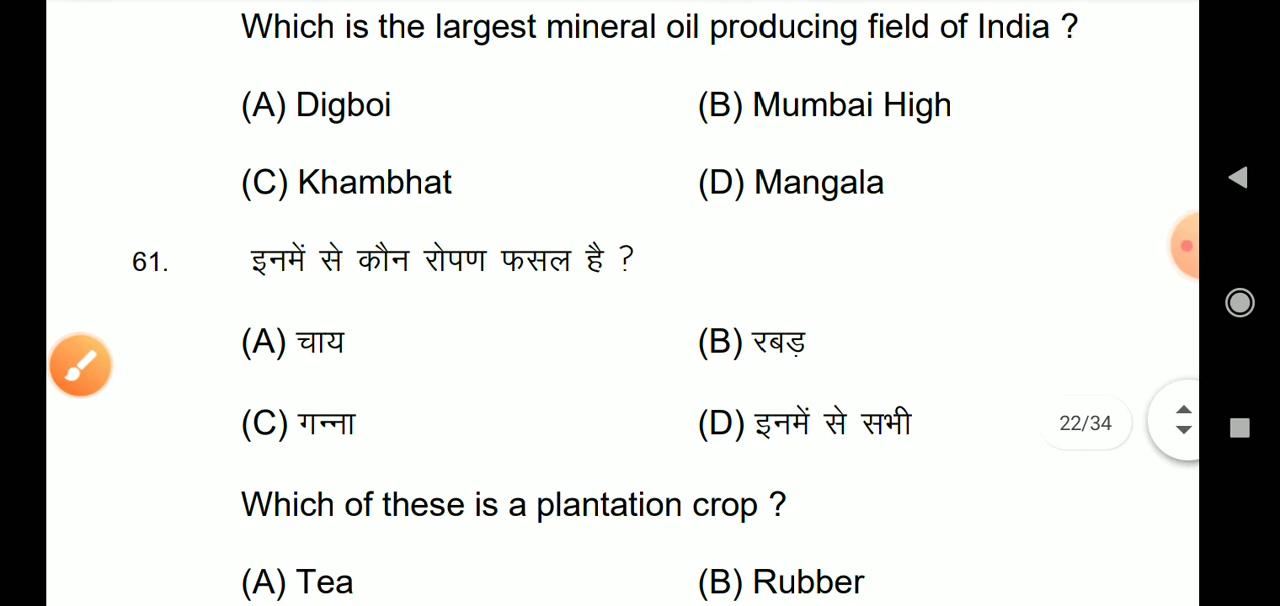 Which is the largest mineral oil producing field of India ?
(A) Digboi (B) Mumbai High
(C) Khambhat (D) Mangala
61. इनमें से कौन रोपण फसल है ?
(A) चाय (B) रबड़
(C) गन्ना (D) इनमें से सभी
22/34
Which of these is a plantation crop ?
(A) Tea (B) Rubber